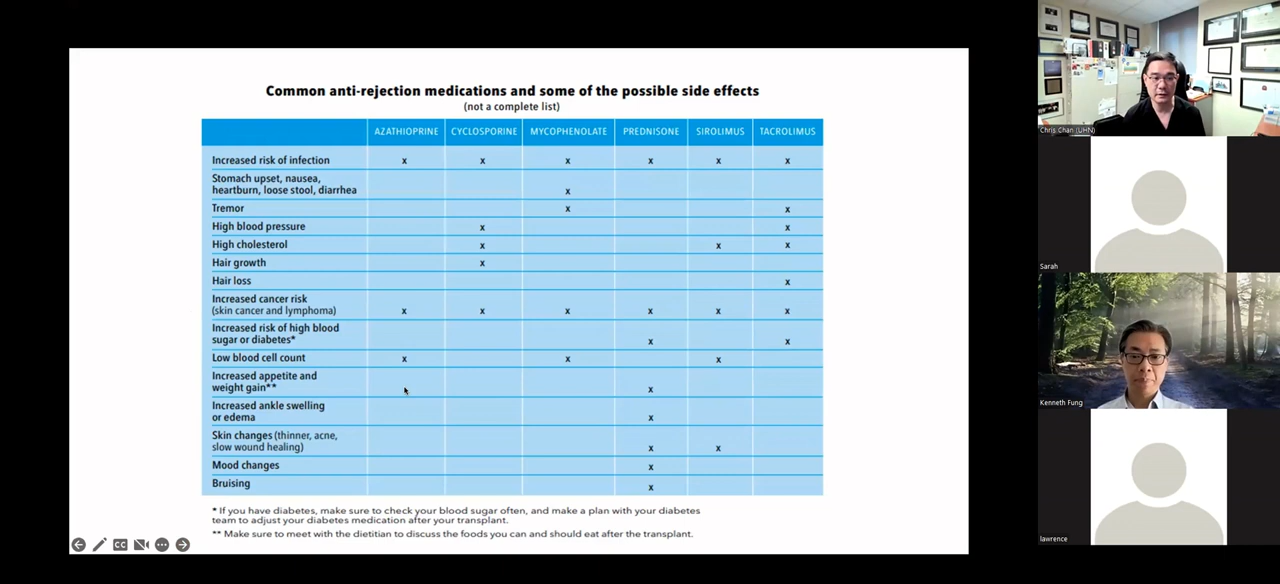 Common anti-rejection medications and some of the possible side effects
(not a complete list)
AZATHIOPRINE CYCLOSPORINE MYCOPHENOLATE PREDNISONE SIROLIMUS TACROLIMUS
Increased risk of infection x x x x x x
Stomach upset, nausea,
heartburn, loose stool, diarrhea x
Tremor x x
High blood pressure x x
High cholesterol x x x
Hair growth x
Hair loss x
Increased cancer risk
(skin cancer and lymphoma) x x x x x x
Increased risk of high blood
sugar or diabetes* x x
Low blood cell count x x x
Increased appetite and
weight gain** x
Increased ankle swelling
or edema x
Skin changes (thinner, acne,
slow wound healing) x x
Mood changes x
Bruising x
* If you have diabetes, make sure to check your blood sugar often, and make a plan with your diabetes
team to adjust your diabetes medication after your transplant.
** Make sure to meet with the dietitian to discuss the foods you can and should eat after the transplant.
CC
Chris Chan (UHN)
Sarah
Kenneth Fung
lawrence